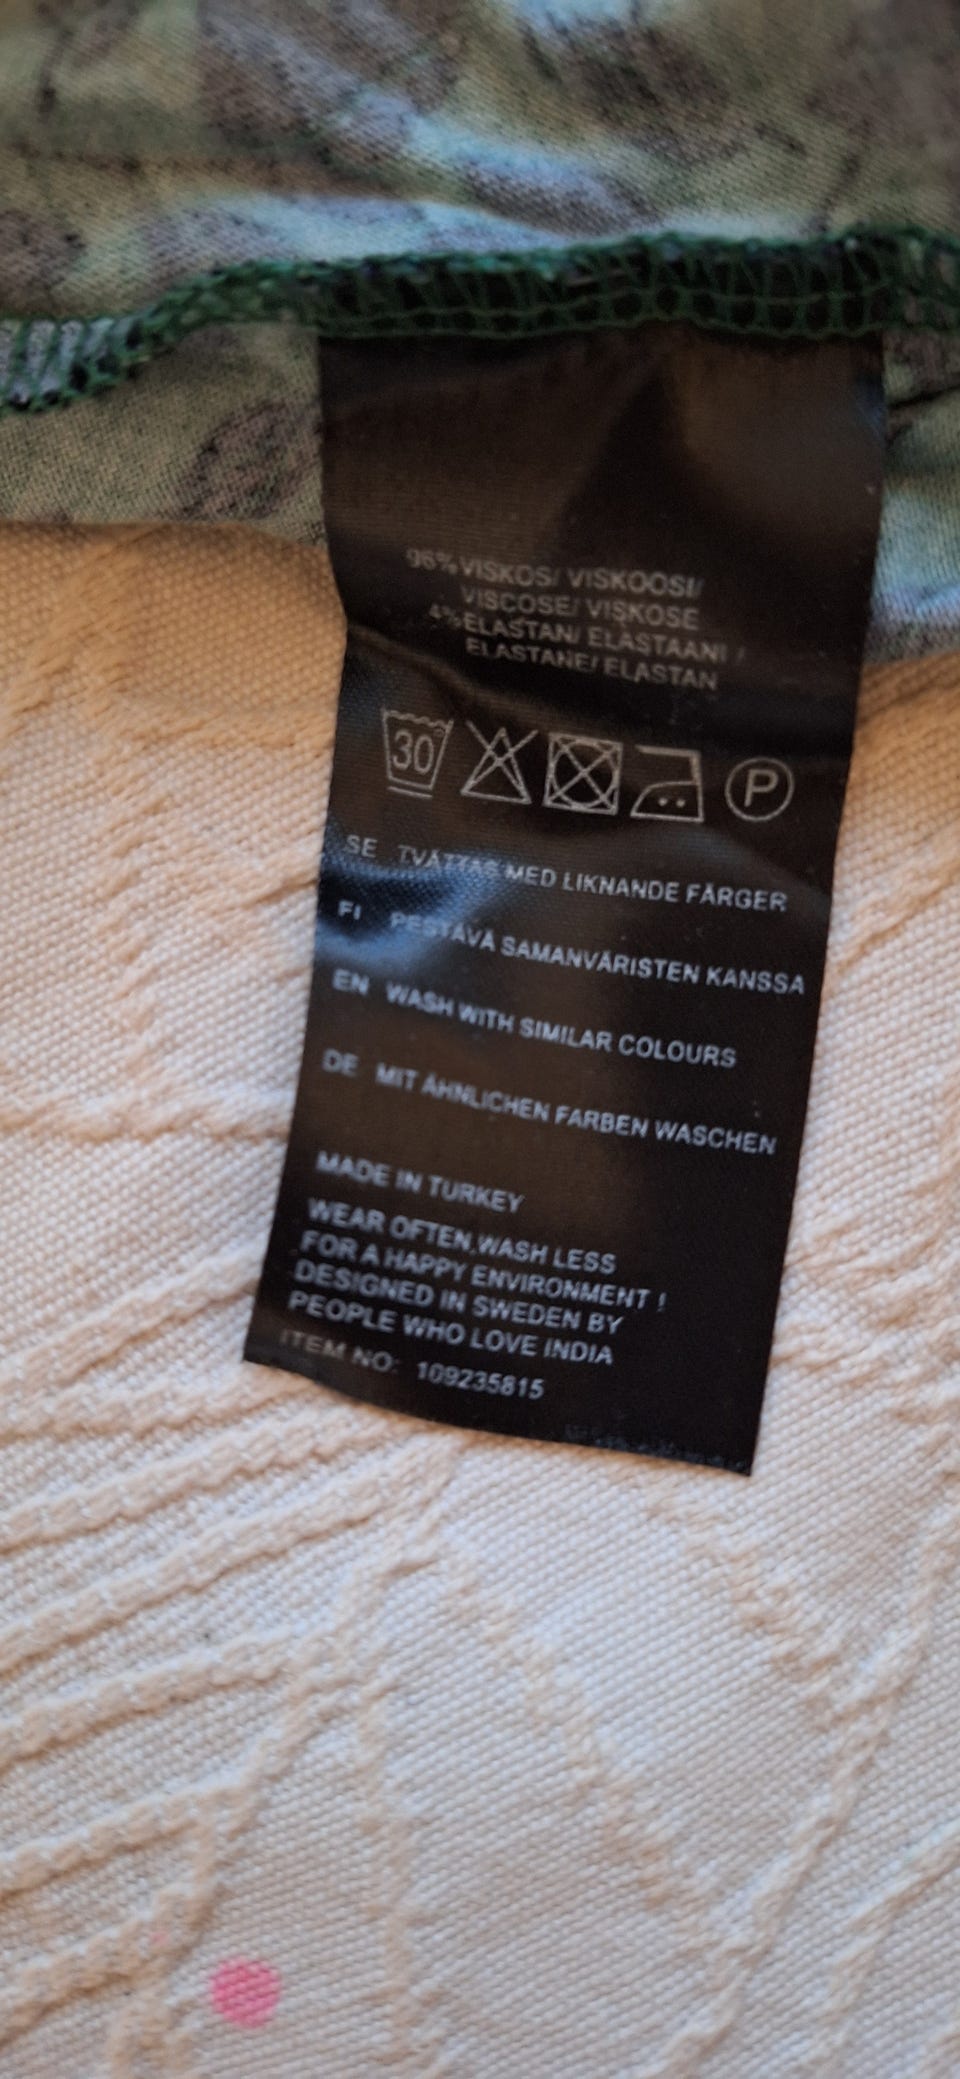 96% VISKOS/ VISKOOSI/
VISCOSE/ VISKOSE
4% ELASTAN/ ELASTAANI /
ELASTANE/ ELASTAN
30° P
SE TVÄTTAS MED LIKNANDE FÄRGER
FI PESTÄVÄ SAMANVÄRISTEN KANSSA
EN WASH WITH SIMILAR COLOURS
DE MIT ÄHNLICHEN FARBEN WASCHEN
MADE IN TURKEY
WEAR OFTEN,WASH LESS
FOR A HAPPY ENVIRONMENT !
DESIGNED IN SWEDEN BY
PEOPLE WHO LOVE INDIA
ITEM NO: 109235815